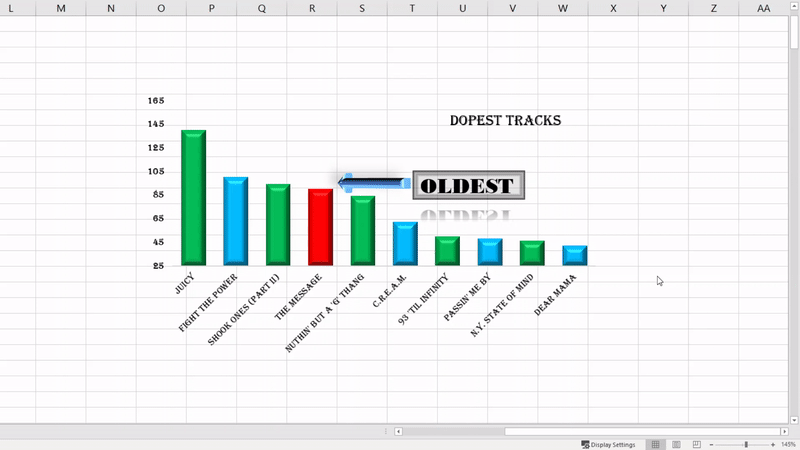 L M N O P Q R S T U V W X Y Z AA
DOPEST TRACKS
165
145
125
105
85
65
45
25
OLDEST
JUICY
FIGHT THE POWER
SHOOK ONES (PART II)
THE MESSAGE
NUTHIN' BUT A 'G' THANG
C.R.E.A.M.
93 'TIL INFINITY
PASSIN' ME BY
N.Y. STATE OF MIND
DEAR MAMA
Display Settings
145%